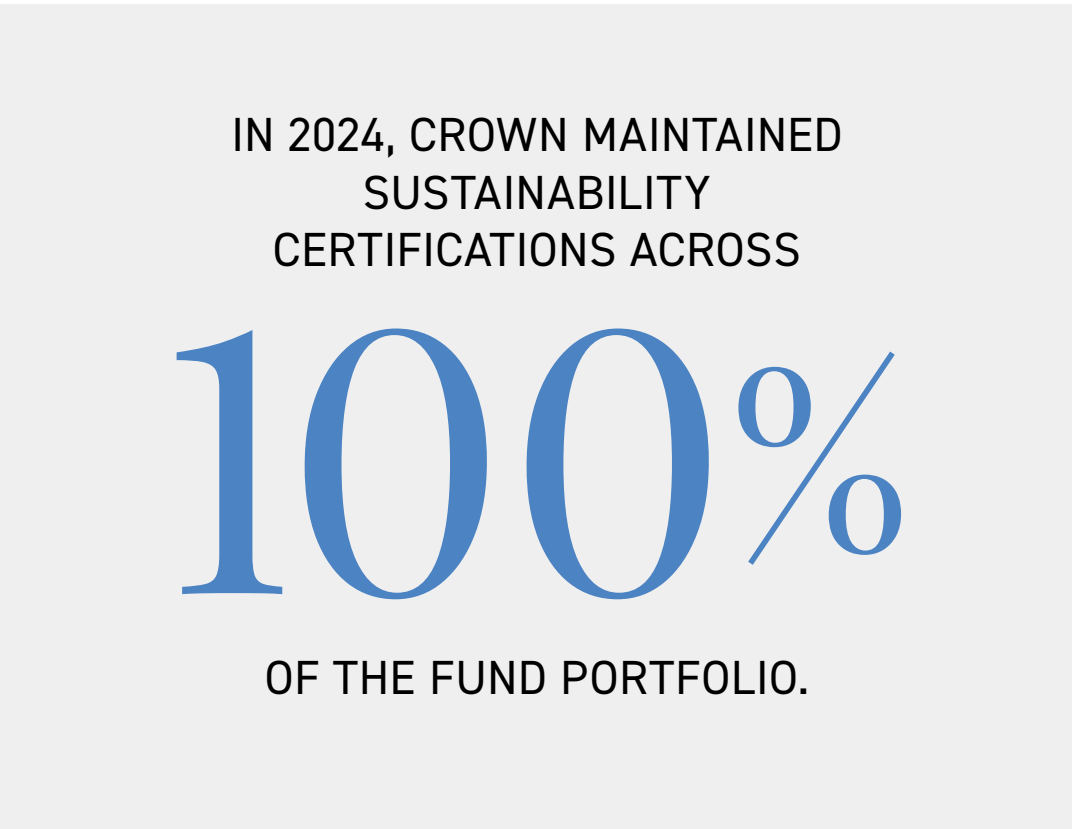 IN 2024, CROWN MAINTAINED
SUSTAINABILITY
CERTIFICATIONS ACROSS
100%
OF THE FUND PORTFOLIO.